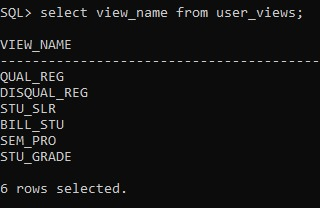 SQL> select view_name from user_views;
VIEW_NAME
--------------------------------------------------
QUAL_REG
DISQUAL_REG
STU_SLR
BILL_STU
SEM_PRO
STU_GRADE
6 rows selected.